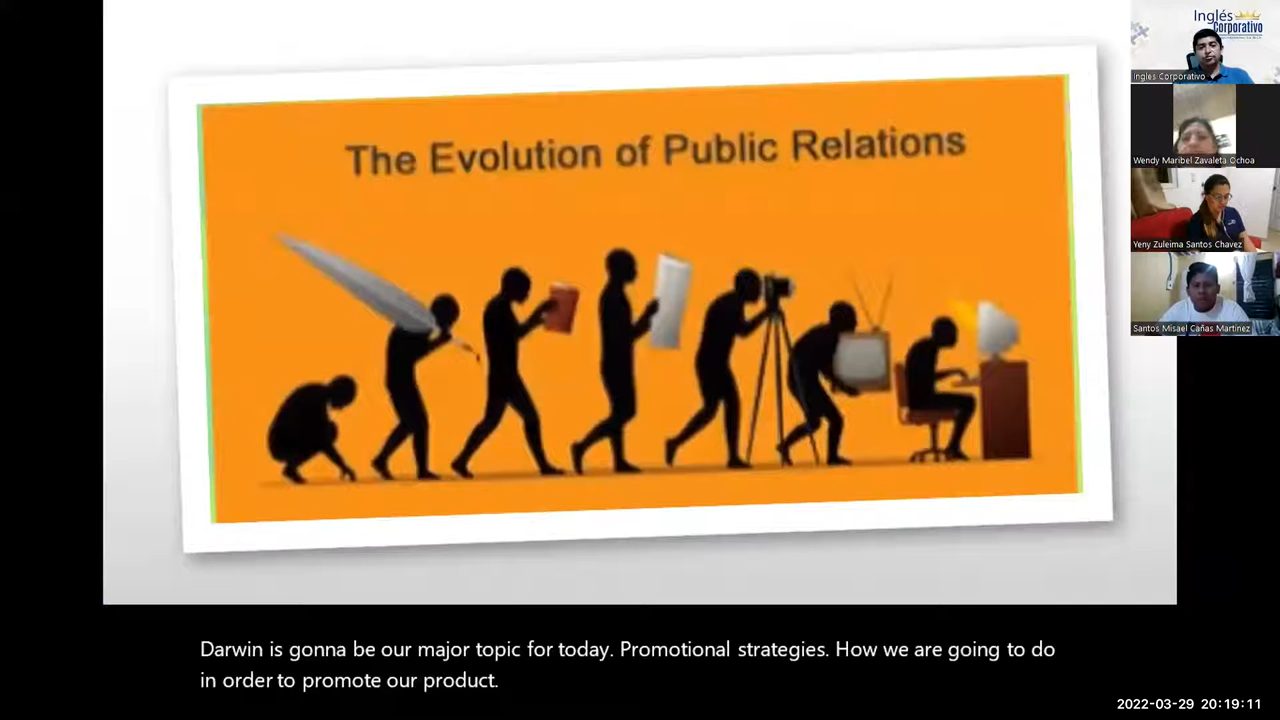 The Evolution of Public Relations
Inglés
Corporativo
Ingles Corporativo
Wendy Maribel Zavaleta Ochoa
Yeny Zuleima Santos Chavez
Santos Misael Cañas Martinez
Darwin is gonna be our major topic for today. Promotional strategies. How we are going to do
in order to promote our product.
2022-03-29 20:19:11